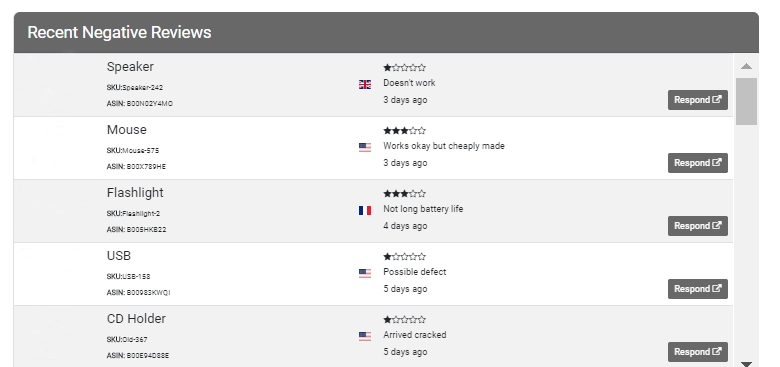 Recent Negative Reviews
Speaker
SKU:Speaker-242
ASIN: B00N02Y4MO
Doesn't work
3 days ago
Respond
Mouse
SKU:Mouse-575
ASIN: B00X789HE
Works okay but cheaply made
3 days ago
Respond
Flashlight
SKU:Flashlight-2
ASIN: B005HKB22
Not long battery life
4 days ago
Respond
USB
SKU:USB-158
ASIN: B00983KWQI
Possible defect
5 days ago
Respond
CD Holder
SKU:Old-367
ASIN: B00E94D88E
Arrived cracked
5 days ago
Respond